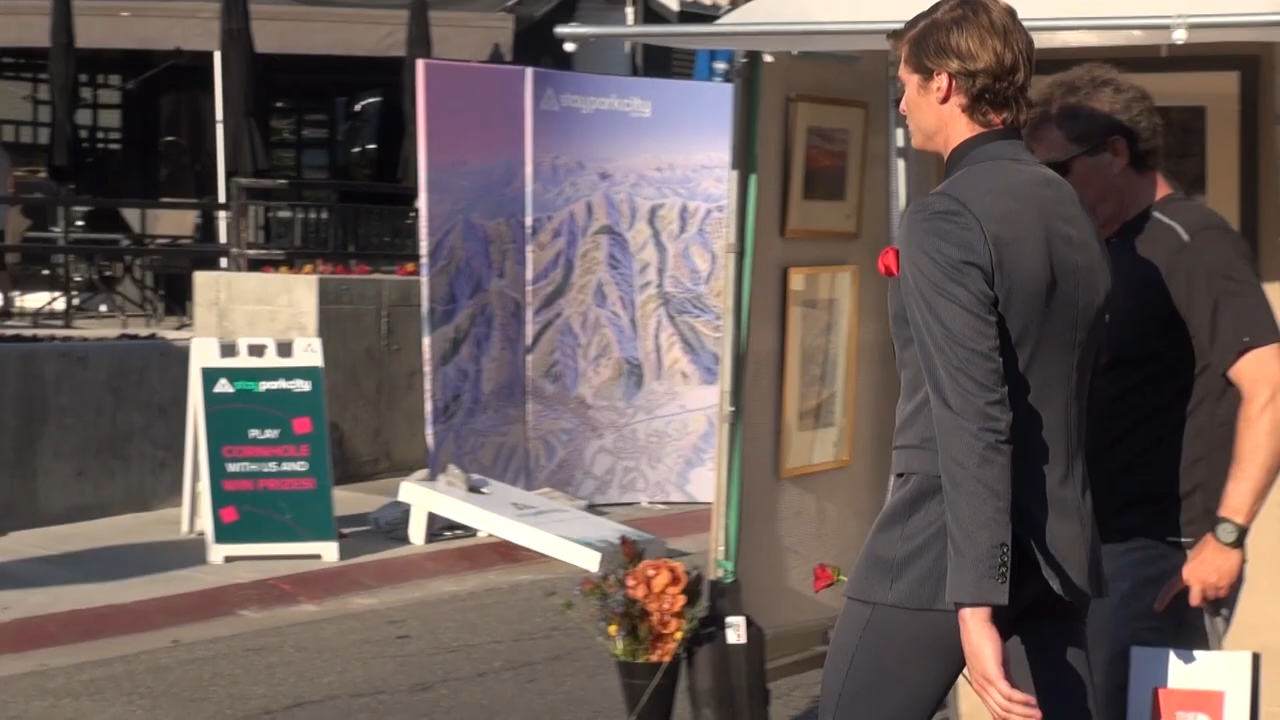 stayparkcity
stayparkcity
PLAY
CORNHOLE
WITH US AND
WIN PRIZES!